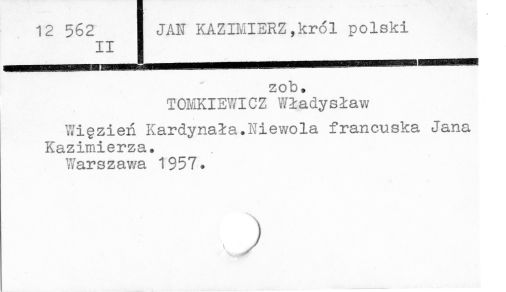 12 562 JAN KAZIMIERZ,król polski
II
zob.
TOMKIEWICZ Władysław
Więzień Kardynała.Niewola francuska Jana
Kazimierza.
Warszawa 1957.